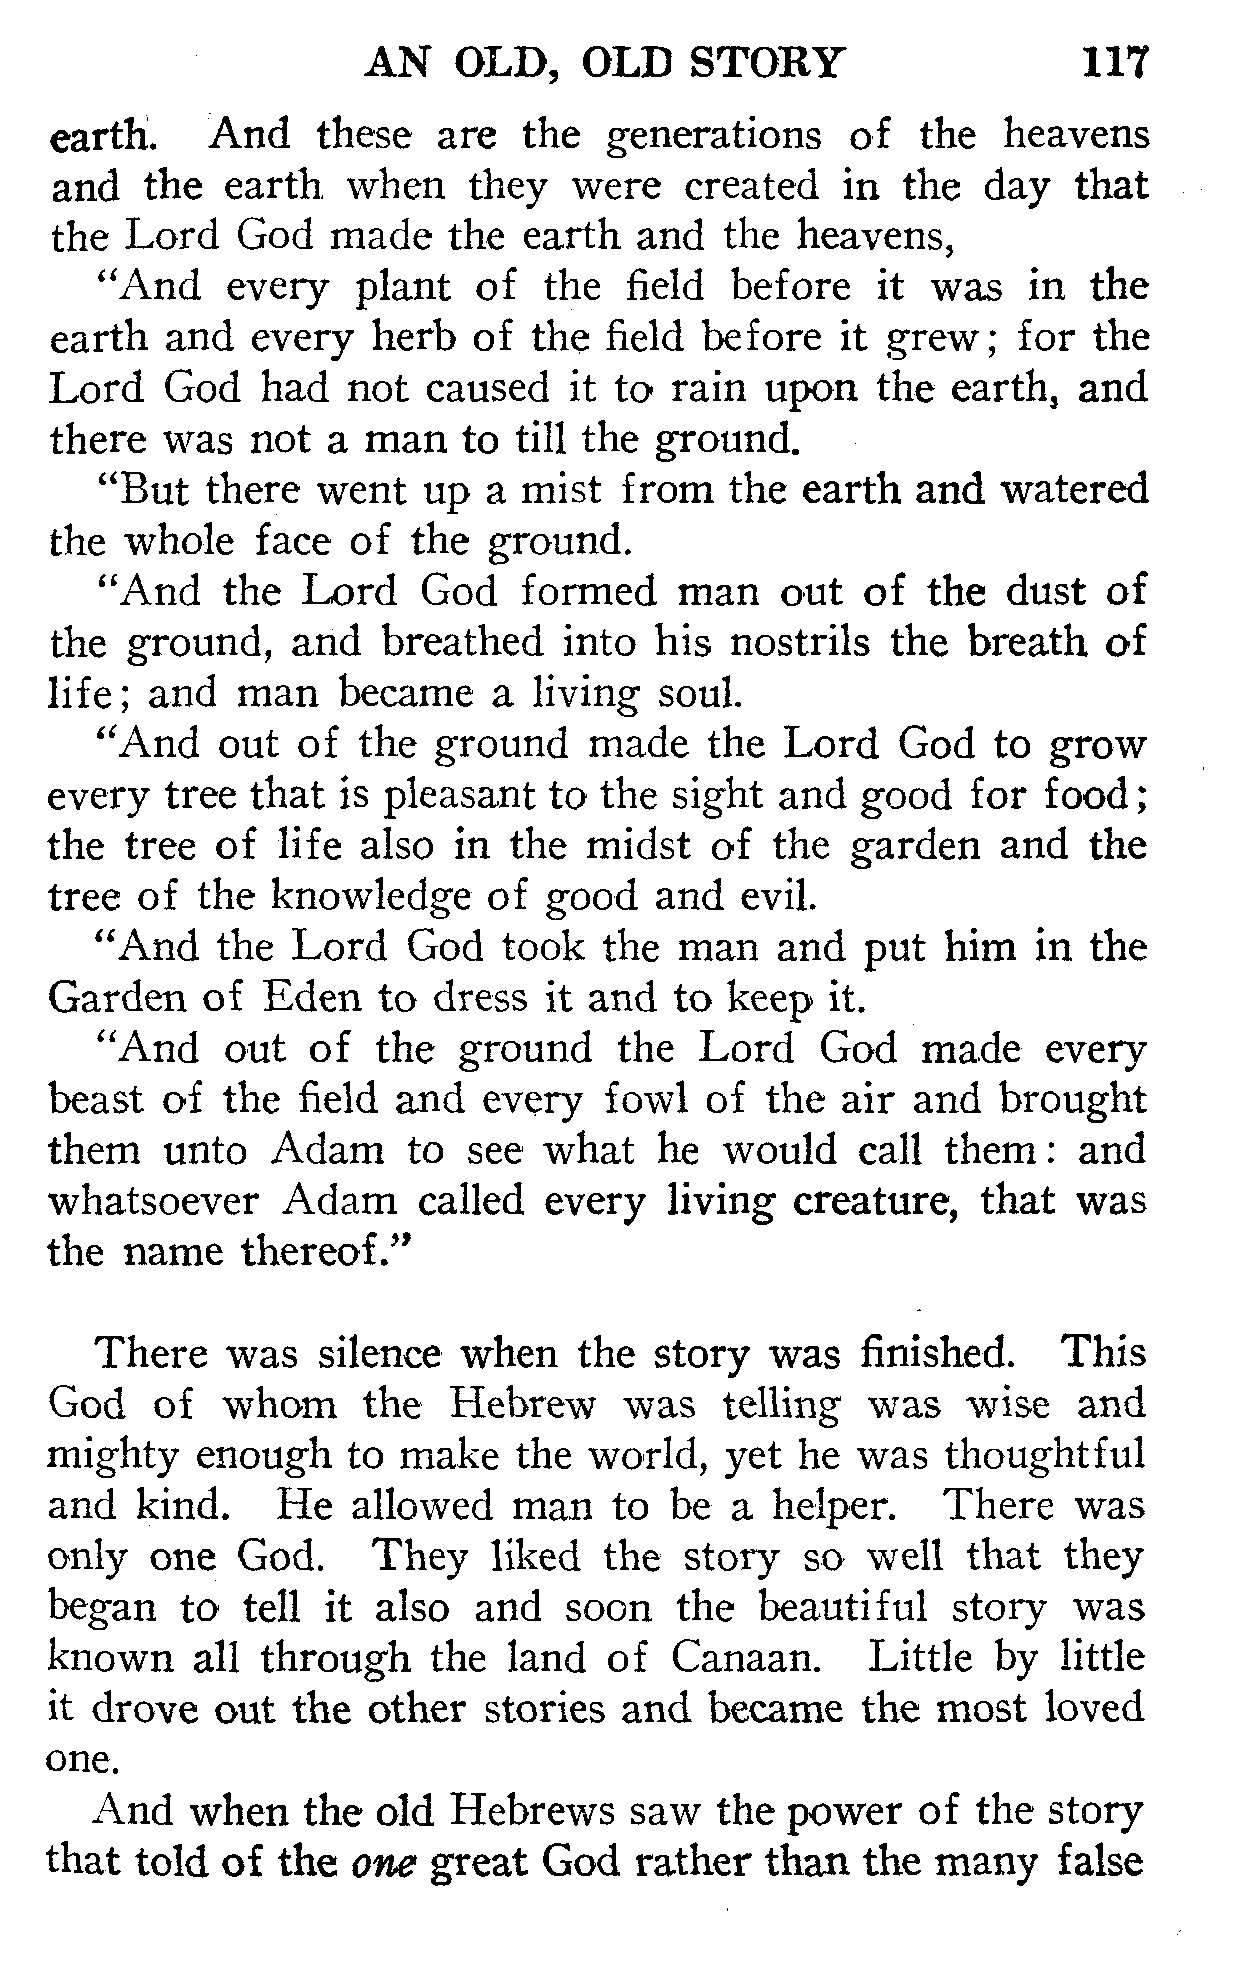 AN OLD, OLD STORY 117
earth. And these are the generations of the heavens
and the earth when they were created in the day that
the Lord God made the earth and the heavens,
"And every plant of the field before it was in the
earth and every herb of the field before it grew; for the
Lord God had not caused it to rain upon the earth, and
there was not a man to till the ground.
"But there went up a mist from the earth and watered
the whole face of the ground.
"And the Lord God formed man out of the dust of
the ground, and breathed into his nostrils the breath of
life; and man became a living soul.
"And out of the ground made the Lord God to grow
every tree that is pleasant to the sight and good for food;
the tree of life also in the midst of the garden and the
tree of the knowledge of good and evil.
"And the Lord God took the man and put him in the
Garden of Eden to dress it and to keep it.
"And out of the ground the Lord God made every
beast of the field and every fowl of the air and brought
them unto Adam to see what he would call them: and
whatsoever Adam called every living creature, that was
the name thereof."
There was silence when the story was finished. This
God of whom the Hebrew was telling was wise and
mighty enough to make the world, yet he was thoughtful
and kind. He allowed man to be a helper. There was
only one God. They liked the story so well that they
began to tell it also and soon the beautiful story was
known all through the land of Canaan. Little by little
it drove out the other stories and became the most loved
one.
And when the old Hebrews saw the power of the story
that told of the one great God rather than the many false